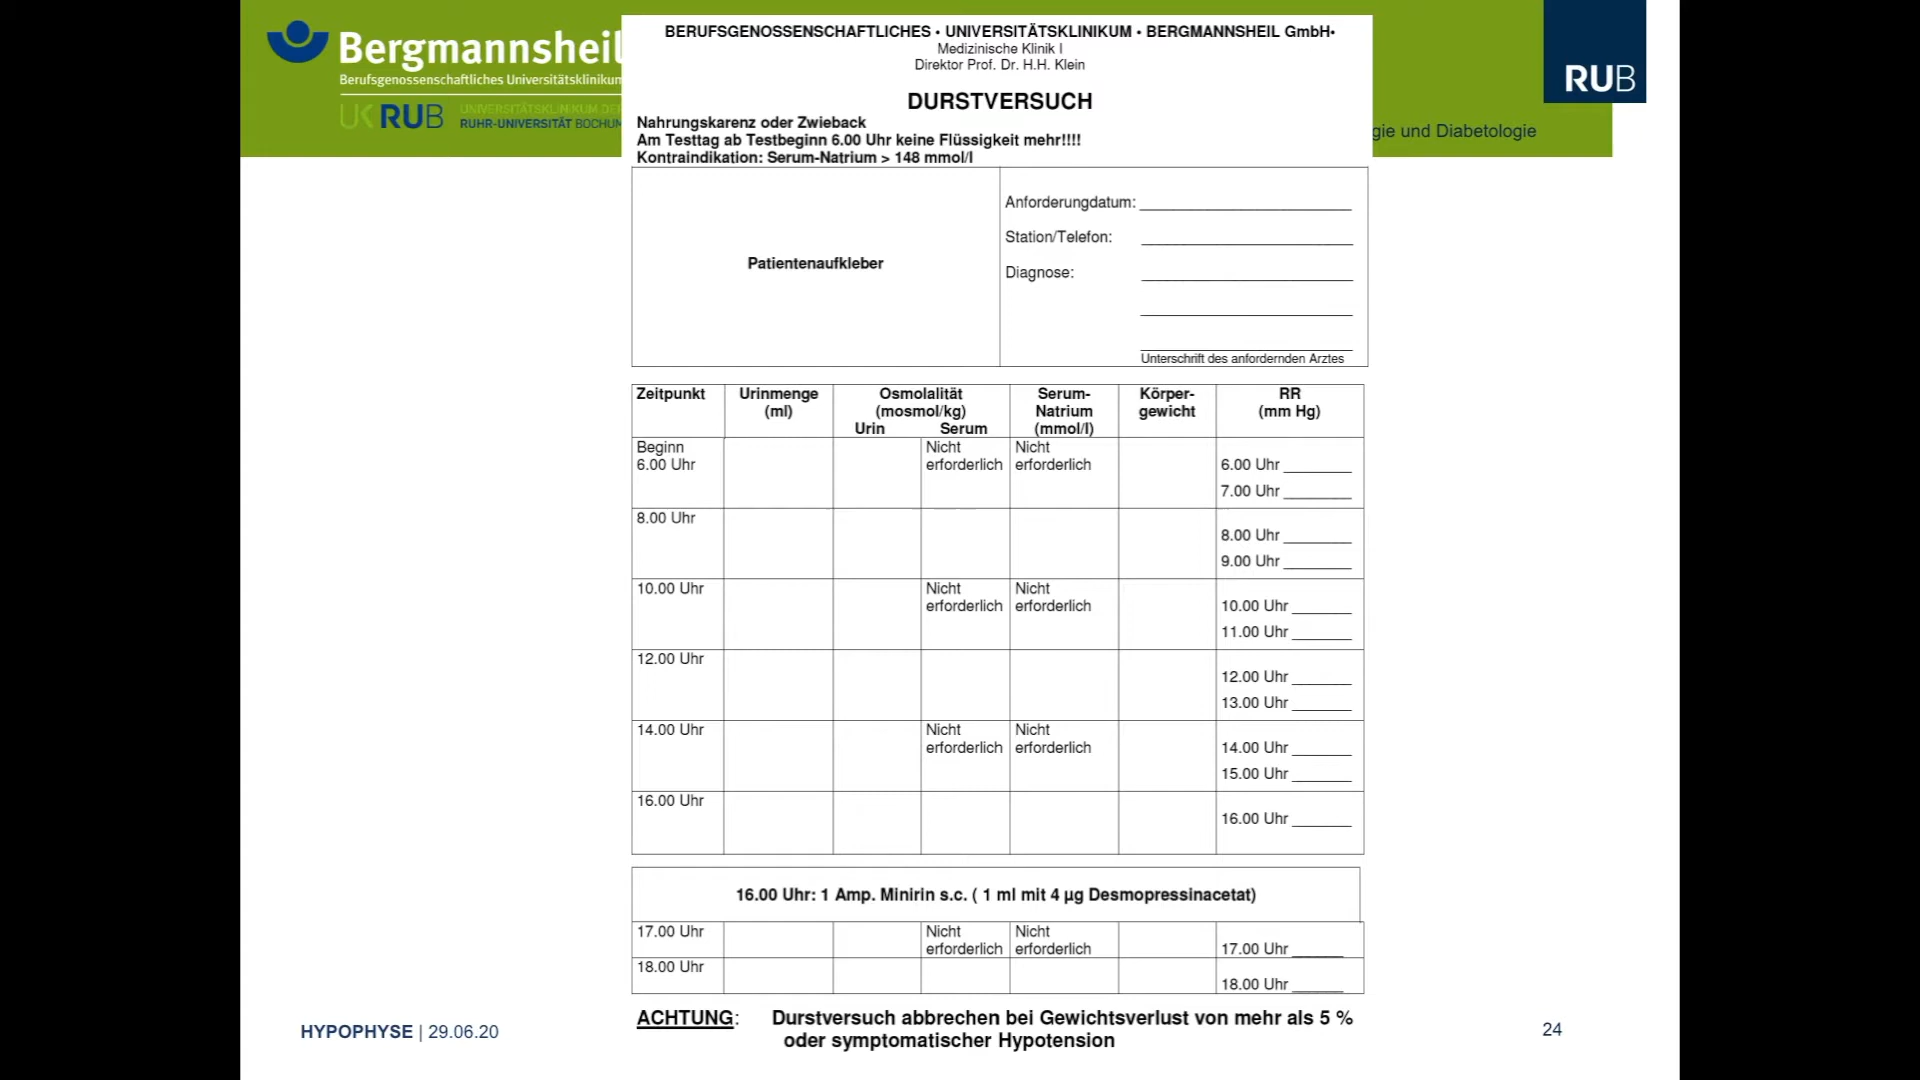 Bergmannsheil
Berufsgenossenschaftliches Universitätsklinikum
UK RUB UNIVERSITÄTSKLINIKUM DER
RUHR-UNIVERSITÄT BOCHUM
BERUFSGENOSSENSCHAFTLICHES • UNIVERSITÄTSKLINIKUM • BERGMANNSHEIL GmbH•
Medizinische Klinik I
Direktor Prof. Dr. H.H. Klein
RUB
DURSTVERSUCH
Nahrungskarenz oder Zwieback
Am Testtag ab Testbeginn 6.00 Uhr keine Flüssigkeit mehr!!!!
Kontraindikation: Serum-Natrium > 148 mmol/l
gie und Diabetologie
Patientenaufkleber
Anforderungdatum:
Station/Telefon:
Diagnose:
Unterschrift des anfordernden Arztes
Zeitpunkt Urinmenge Osmolalität Serum- Körper- RR
(ml) (mosmol/kg) Natrium gewicht (mm Hg)
Urin Serum (mmol/l)
Beginn Nicht Nicht
6.00 Uhr erforderlich erforderlich 6.00 Uhr
7.00 Uhr
8.00 Uhr
8.00 Uhr
9.00 Uhr
10.00 Uhr Nicht Nicht
erforderlich erforderlich 10.00 Uhr
11.00 Uhr
12.00 Uhr
12.00 Uhr
13.00 Uhr
14.00 Uhr Nicht Nicht
erforderlich erforderlich 14.00 Uhr
15.00 Uhr
16.00 Uhr
16.00 Uhr
16.00 Uhr: 1 Amp. Minirin s.c. ( 1 ml mit 4 µg Desmopressinacetat)
17.00 Uhr Nicht Nicht
erforderlich erforderlich 17.00 Uhr
18.00 Uhr
18.00 Uhr
ACHTUNG: Durstversuch abbrechen bei Gewichtsverlust von mehr als 5 %
oder symptomatischer Hypotension
HYPOPHYSE | 29.06.20
24